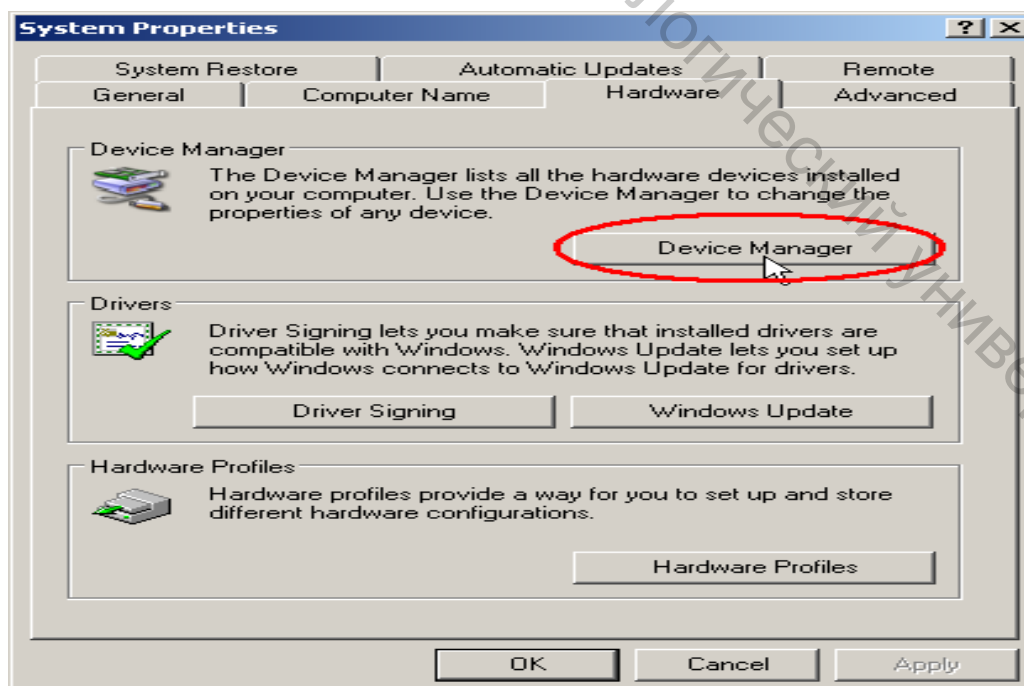 System Properties
System Restore Automatic Updates Remote
General Computer Name Hardware Advanced
Device Manager
The Device Manager lists all the hardware devices installed
on your computer. Use the Device Manager to change the
properties of any device.
Device Manager
Drivers
Driver Signing lets you make sure that installed drivers are
compatible with Windows. Windows Update lets you set up
how Windows connects to Windows Update for drivers.
Driver Signing Windows Update
Hardware Profiles
Hardware profiles provide a way for you to set up and store
different hardware configurations.
Hardware Profiles
OK Cancel Apply